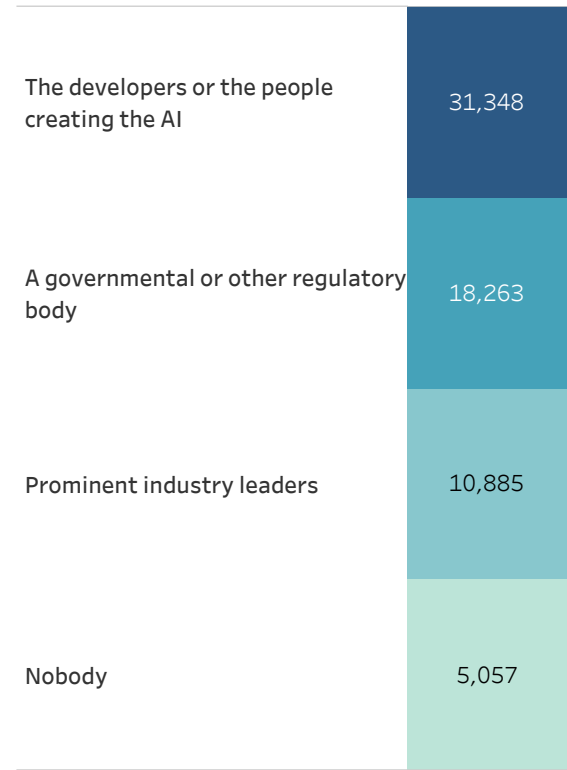 The developers or the people
creating the AI
31,348
A governmental or other regulatory
body
18,263
Prominent industry leaders
10,885
Nobody
5,057